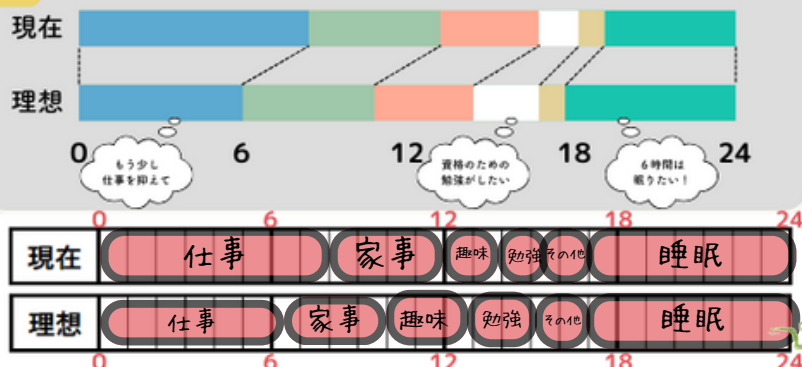 現在
理想
0 6 12 18 24
もう少し
仕事を抑えて
資格のための
勉強がしたい
6時間は
眠りたい！
0 6 12 18 24
現在 仕事 家事 趣味 勉強 その他 睡眠
理想 仕事 家事 趣味 勉強 その他 睡眠
0 6 12 18 24